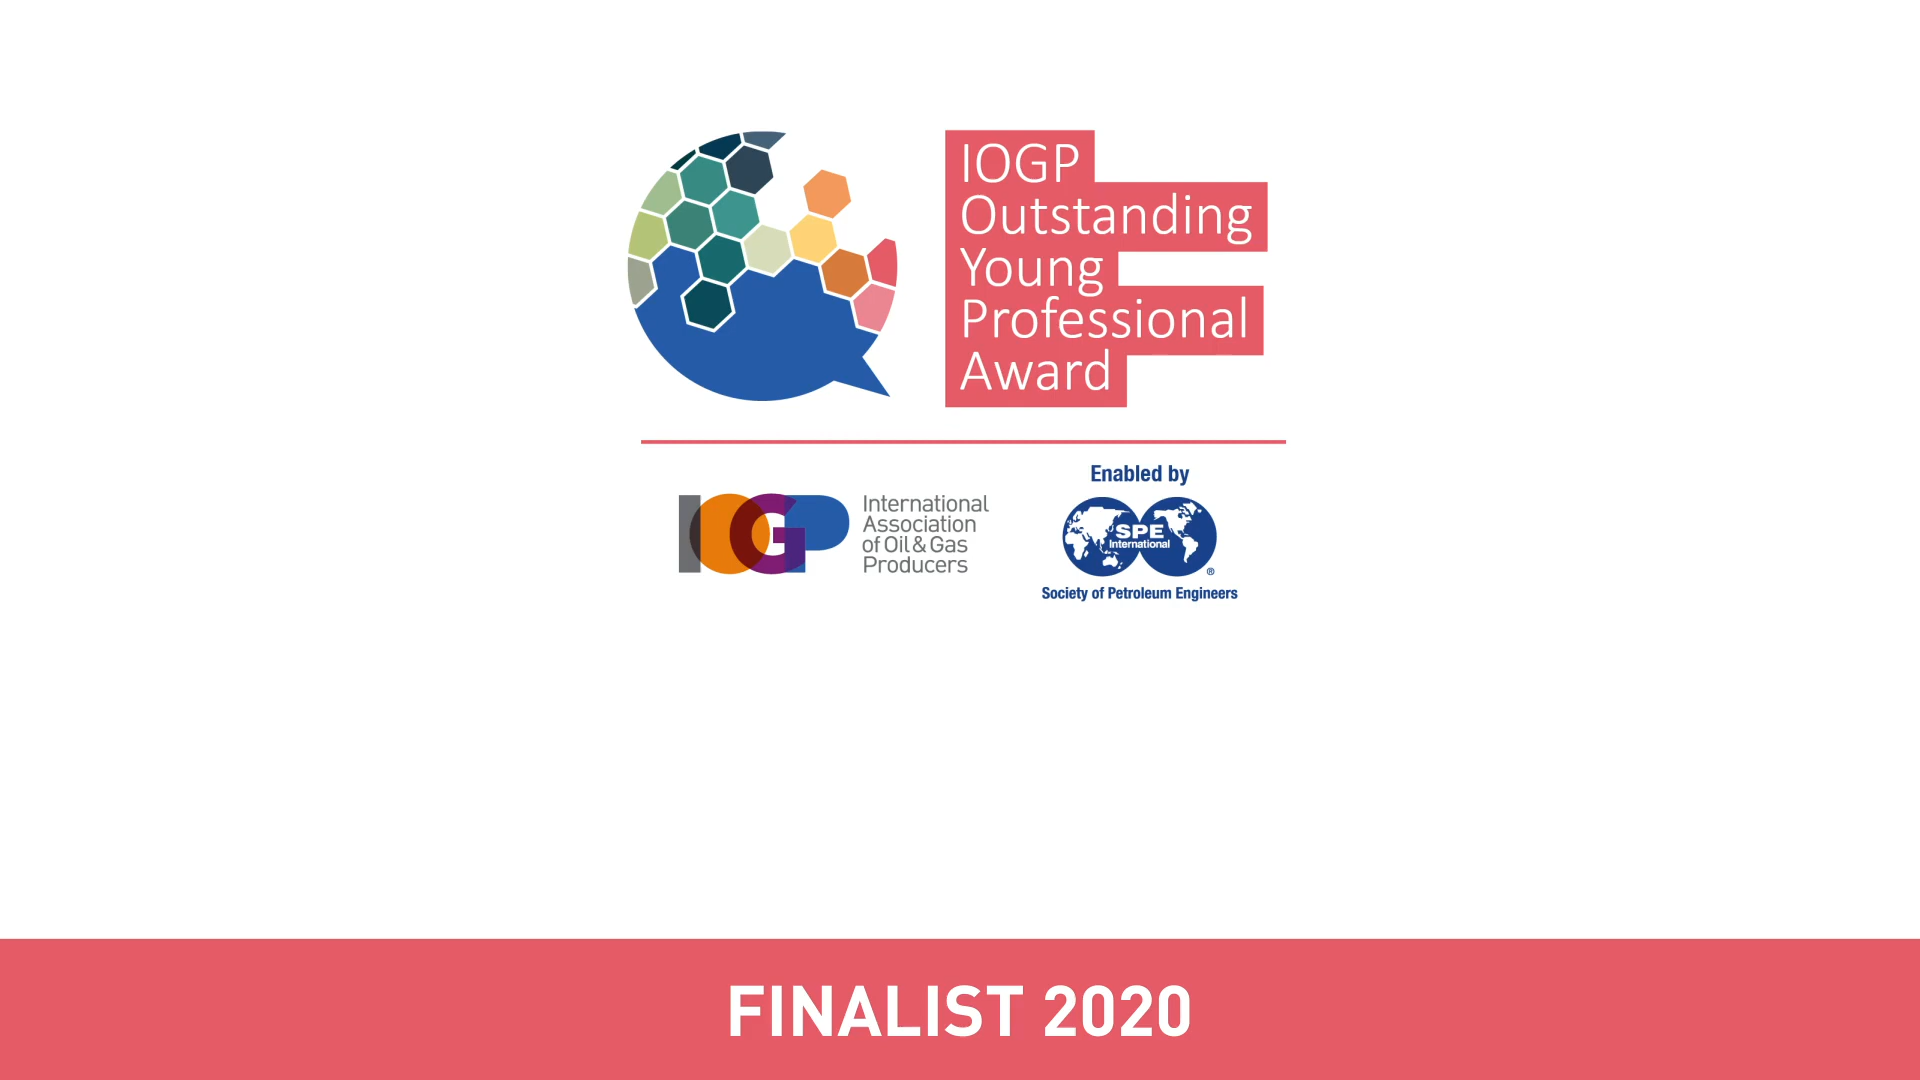 IOGP
Outstanding
Young
Professional
Award
IOGP
International
Association
of Oil & Gas
Producers
Enabled by
SPE
International
®
Society of Petroleum Engineers
FINALIST 2020